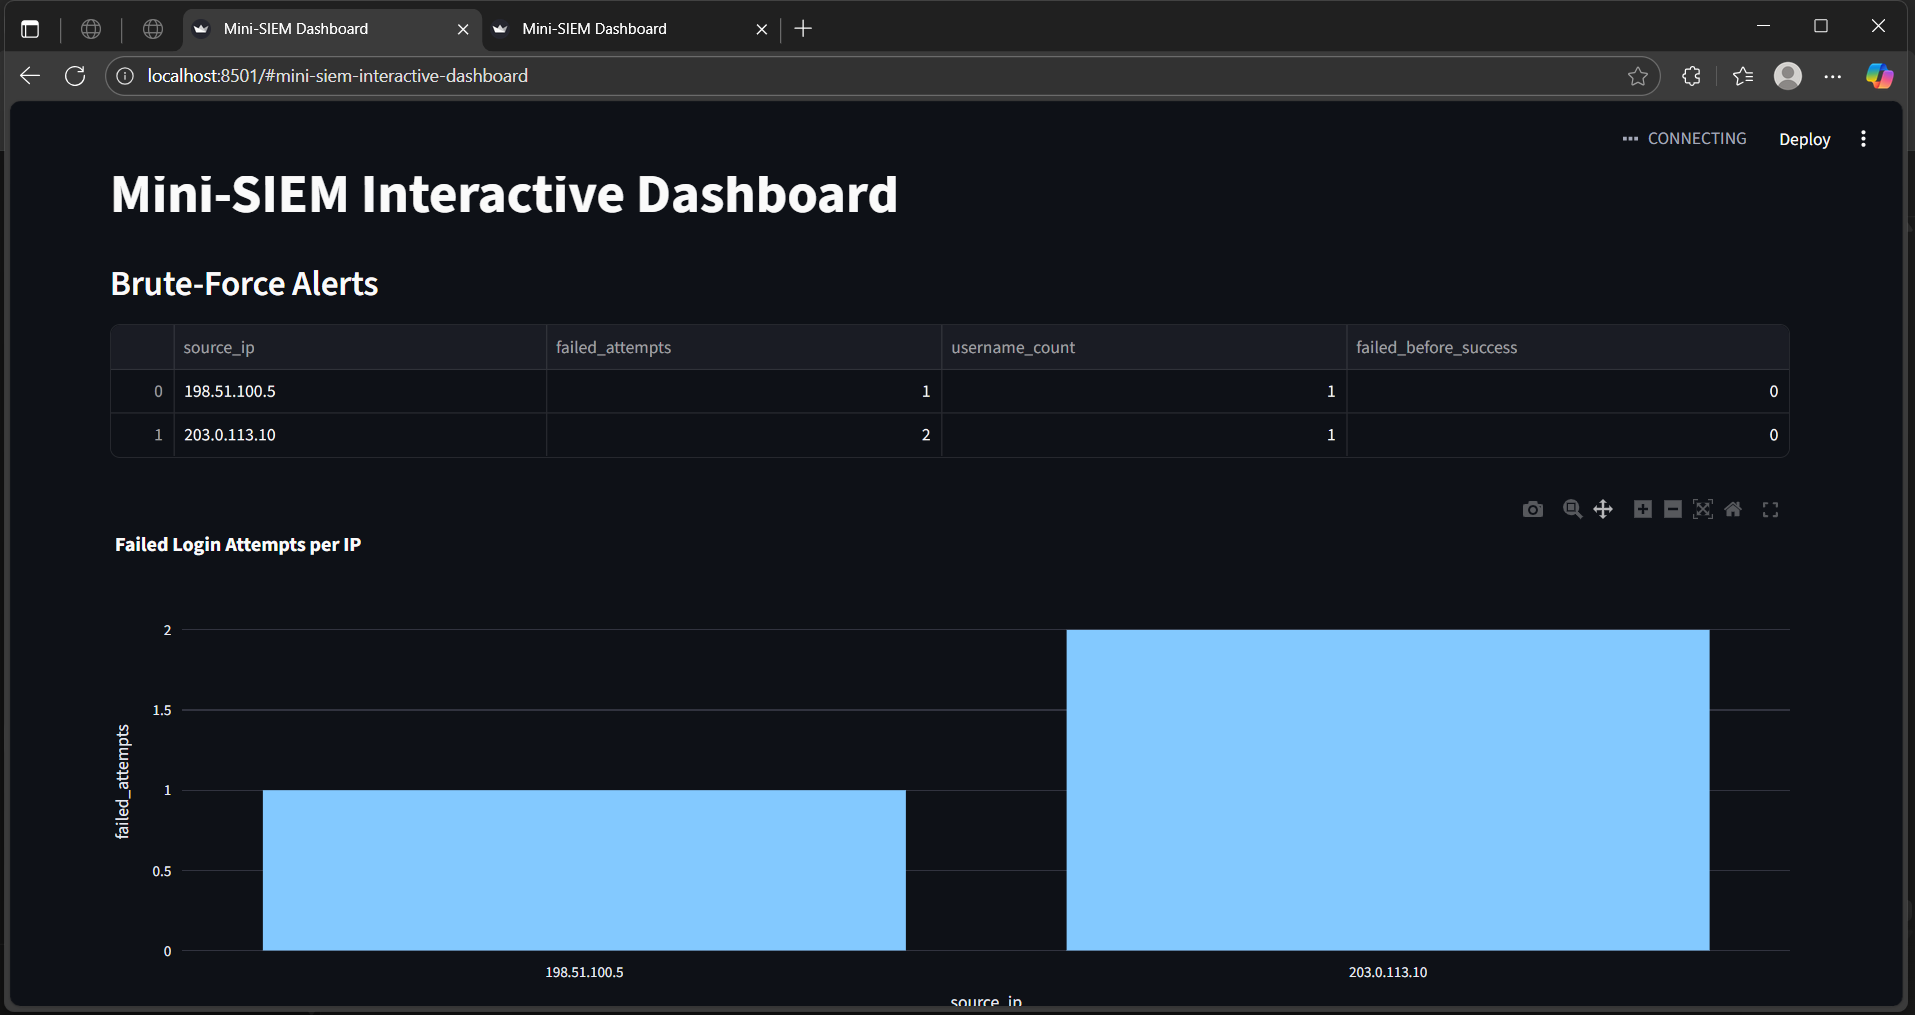 Mini-SIEM Dashboard
Mini-SIEM Dashboard
localhost:8501/#mini-siem-interactive-dashboard
CONNECTING
Deploy
Mini-SIEM Interactive Dashboard
Brute-Force Alerts
source_ip failed_attempts username_count failed_before_success
0 198.51.100.5 1 1 0
1 203.0.113.10 2 1 0
Failed Login Attempts per IP
2
1.5
1
0.5
0
failed_attempts
198.51.100.5 203.0.113.10
source_ip